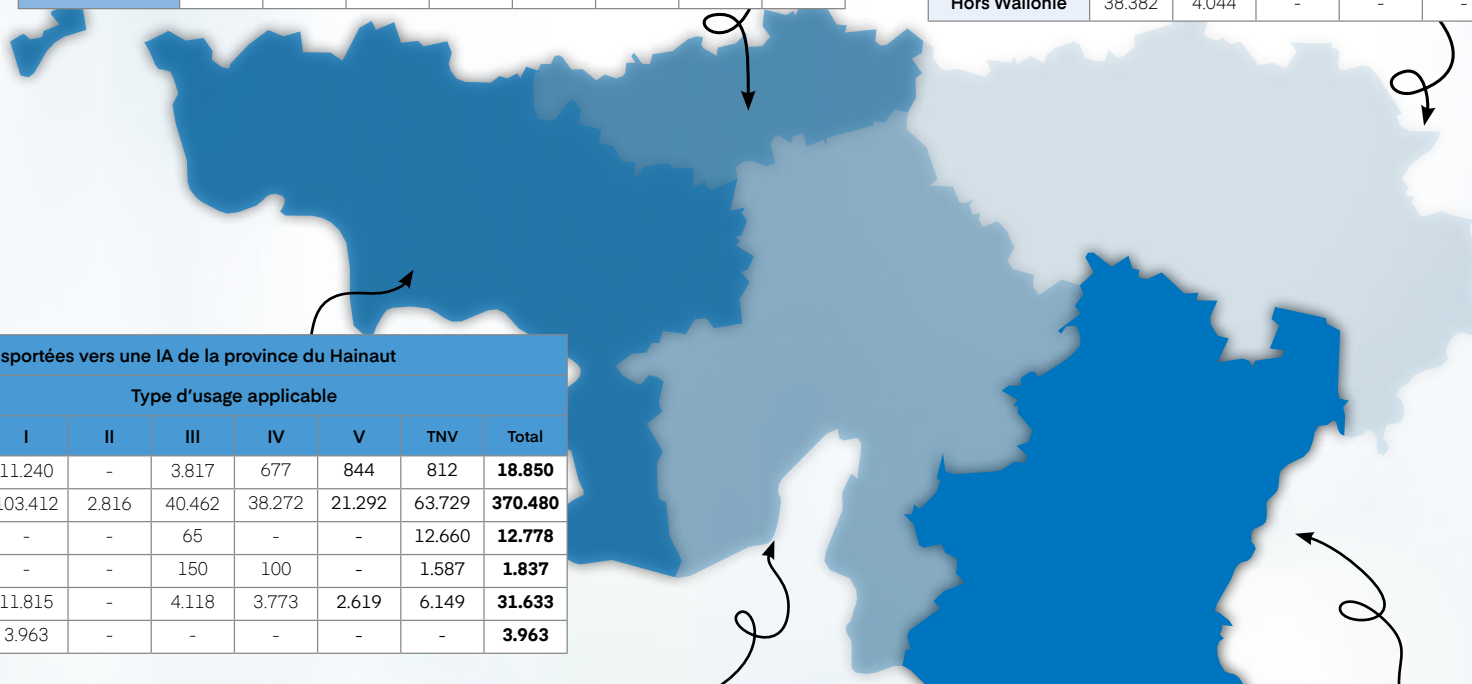 Hors Wallonie 38.382 4.044 - - -
sportées vers une IA de la province du Hainaut
Type d'usage applicable
I II III IV V TNV Total
11.240 - 3.817 677 844 812 18.850
103.412 2.816 40.462 38.272 21.292 63.729 370.480
- - 65 - - 12.660 12.778
- - 150 100 - 1.587 1.837
11.815 - 4.118 3.773 2.619 6.149 31.633
3.963 - - - - - 3.963